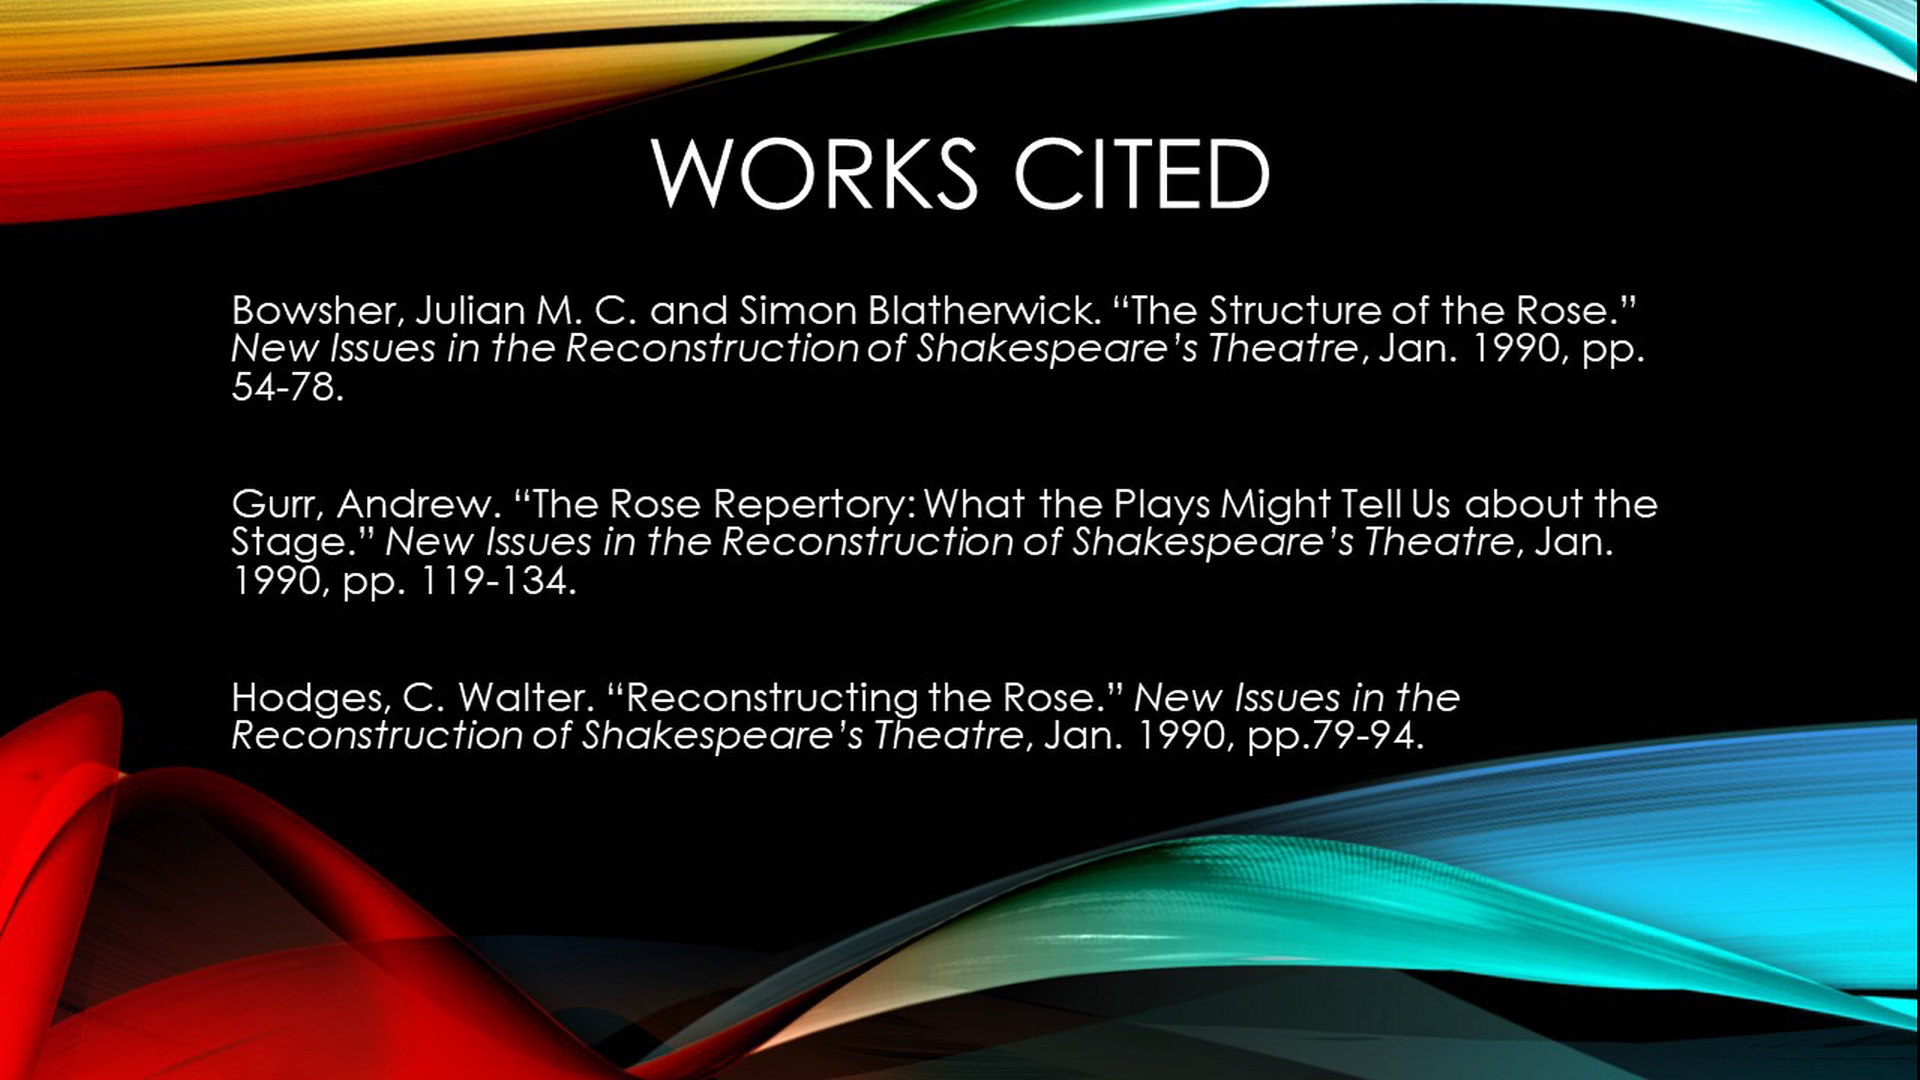 WORKS CITED
Bowsher, Julian M. C. and Simon Blatherwick. “The Structure of the Rose.”
New Issues in the Reconstruction of Shakespeare’s Theatre, Jan. 1990, pp.
54-78.
Gurr, Andrew. “The Rose Repertory: What the Plays Might Tell Us about the
Stage.” New Issues in the Reconstruction of Shakespeare’s Theatre, Jan.
1990, pp. 119-134.
Hodges, C. Walter. “Reconstructing the Rose.” New Issues in the
Reconstruction of Shakespeare’s Theatre, Jan. 1990, pp.79-94.